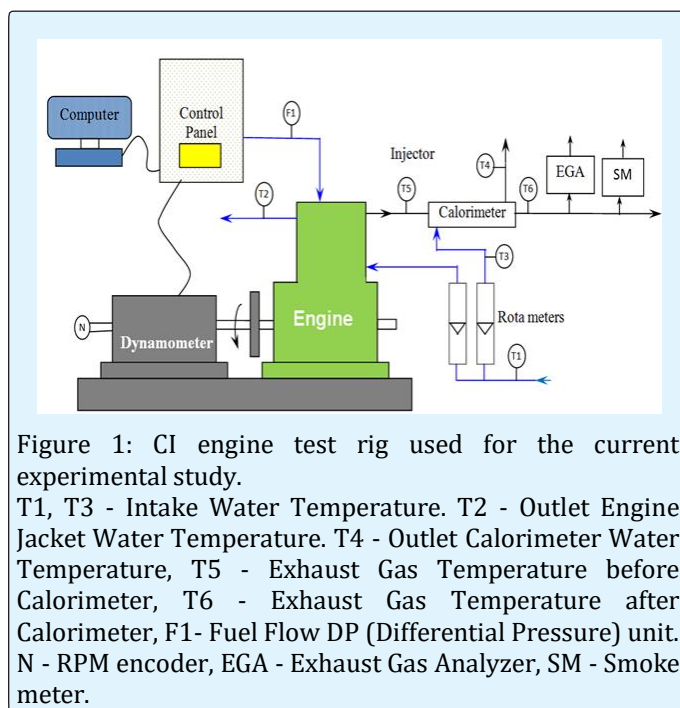 Computer
Control
Panel
F1
Injector
T2
T5
T4
T6
EGA
SM
Calorimeter
T3
N
Dynamometer
Engine
Rota meters
T1
Figure 1: CI engine test rig used for the current
experimental study.
T1, T3 - Intake Water Temperature. T2 - Outlet Engine
Jacket Water Temperature. T4 - Outlet Calorimeter Water
Temperature, T5 - Exhaust Gas Temperature before
Calorimeter, T6 - Exhaust Gas Temperature after
Calorimeter, F1- Fuel Flow DP (Differential Pressure) unit.
N - RPM encoder, EGA - Exhaust Gas Analyzer, SM - Smoke
meter.